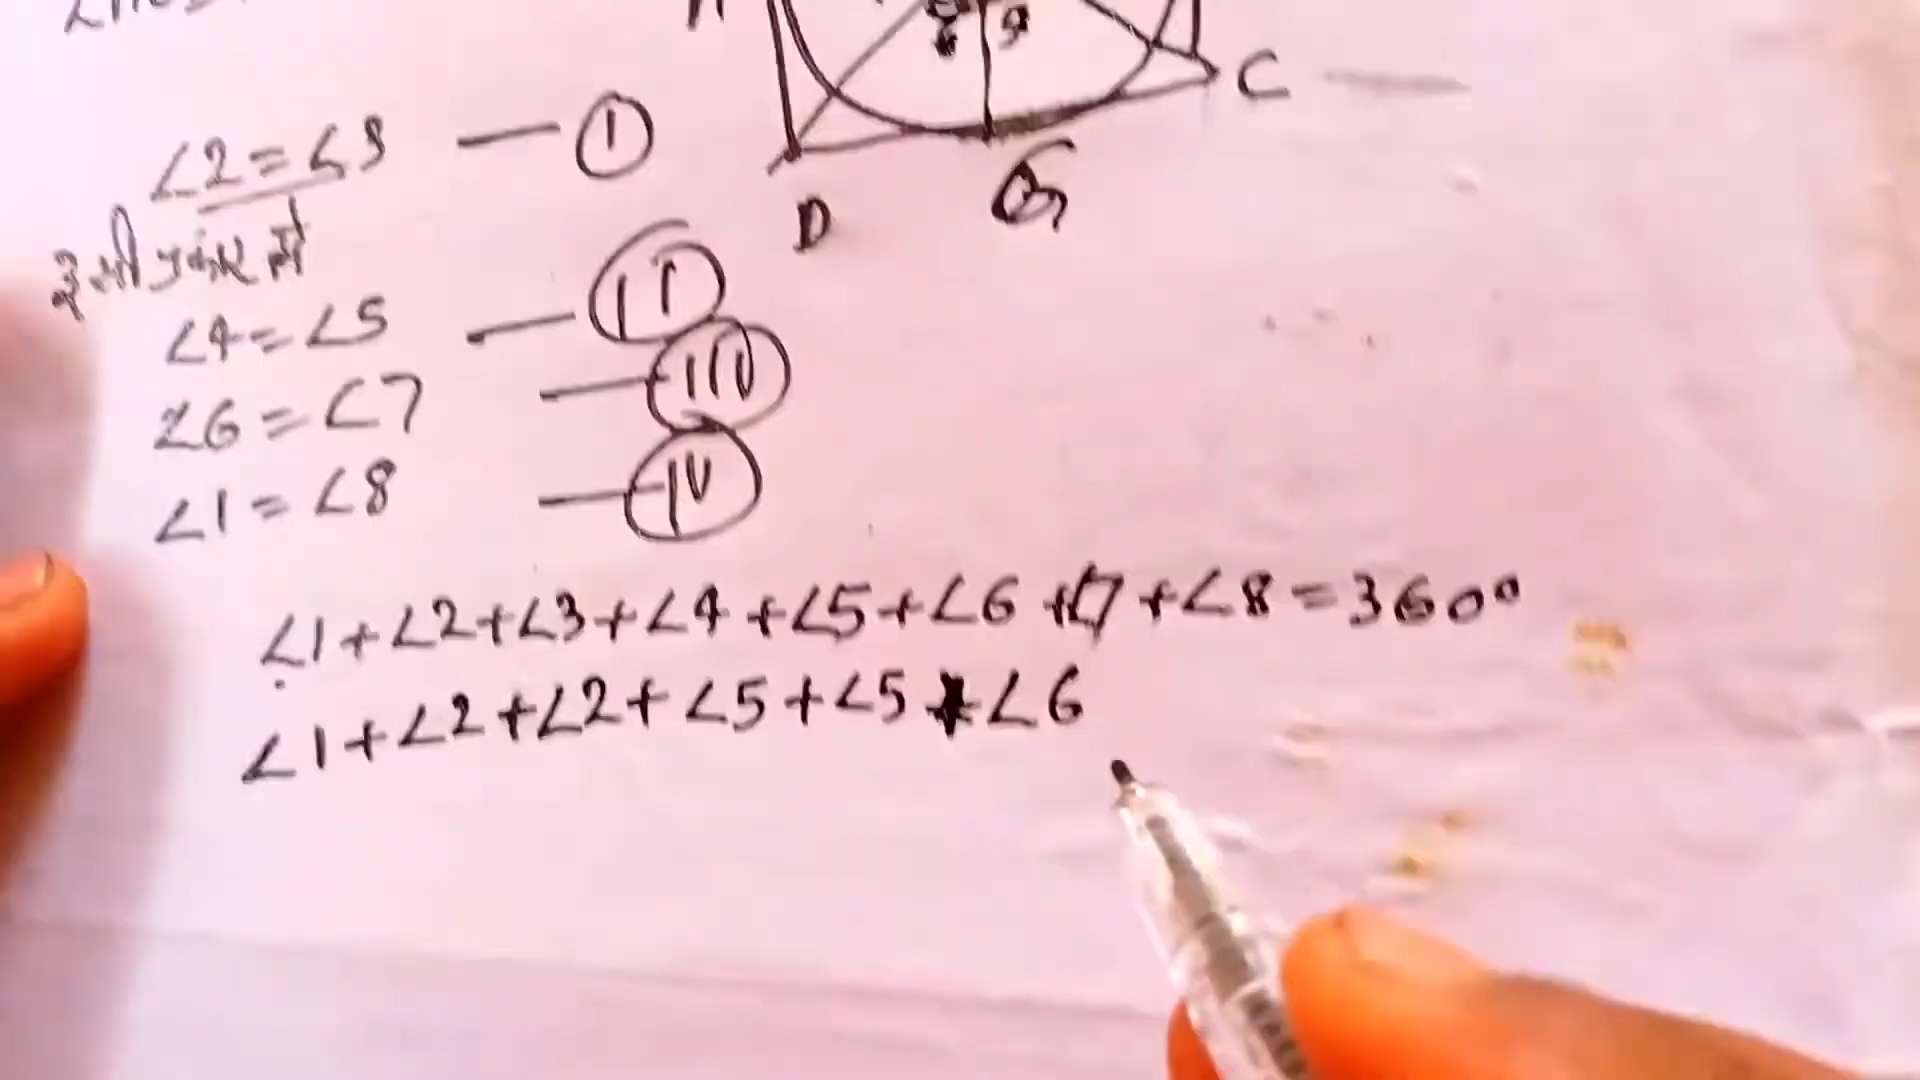 C
∠2 = ∠3 — (I)
G
D
इसी प्रकार से
∠4 = ∠5 — (II)
∠6 = ∠7 — (III)
∠1 = ∠8 — (IV)
∠1+∠2+∠3+∠4+∠5+∠6+∠7+∠8=360°
∠1+∠2+∠2+∠5+∠5+∠6